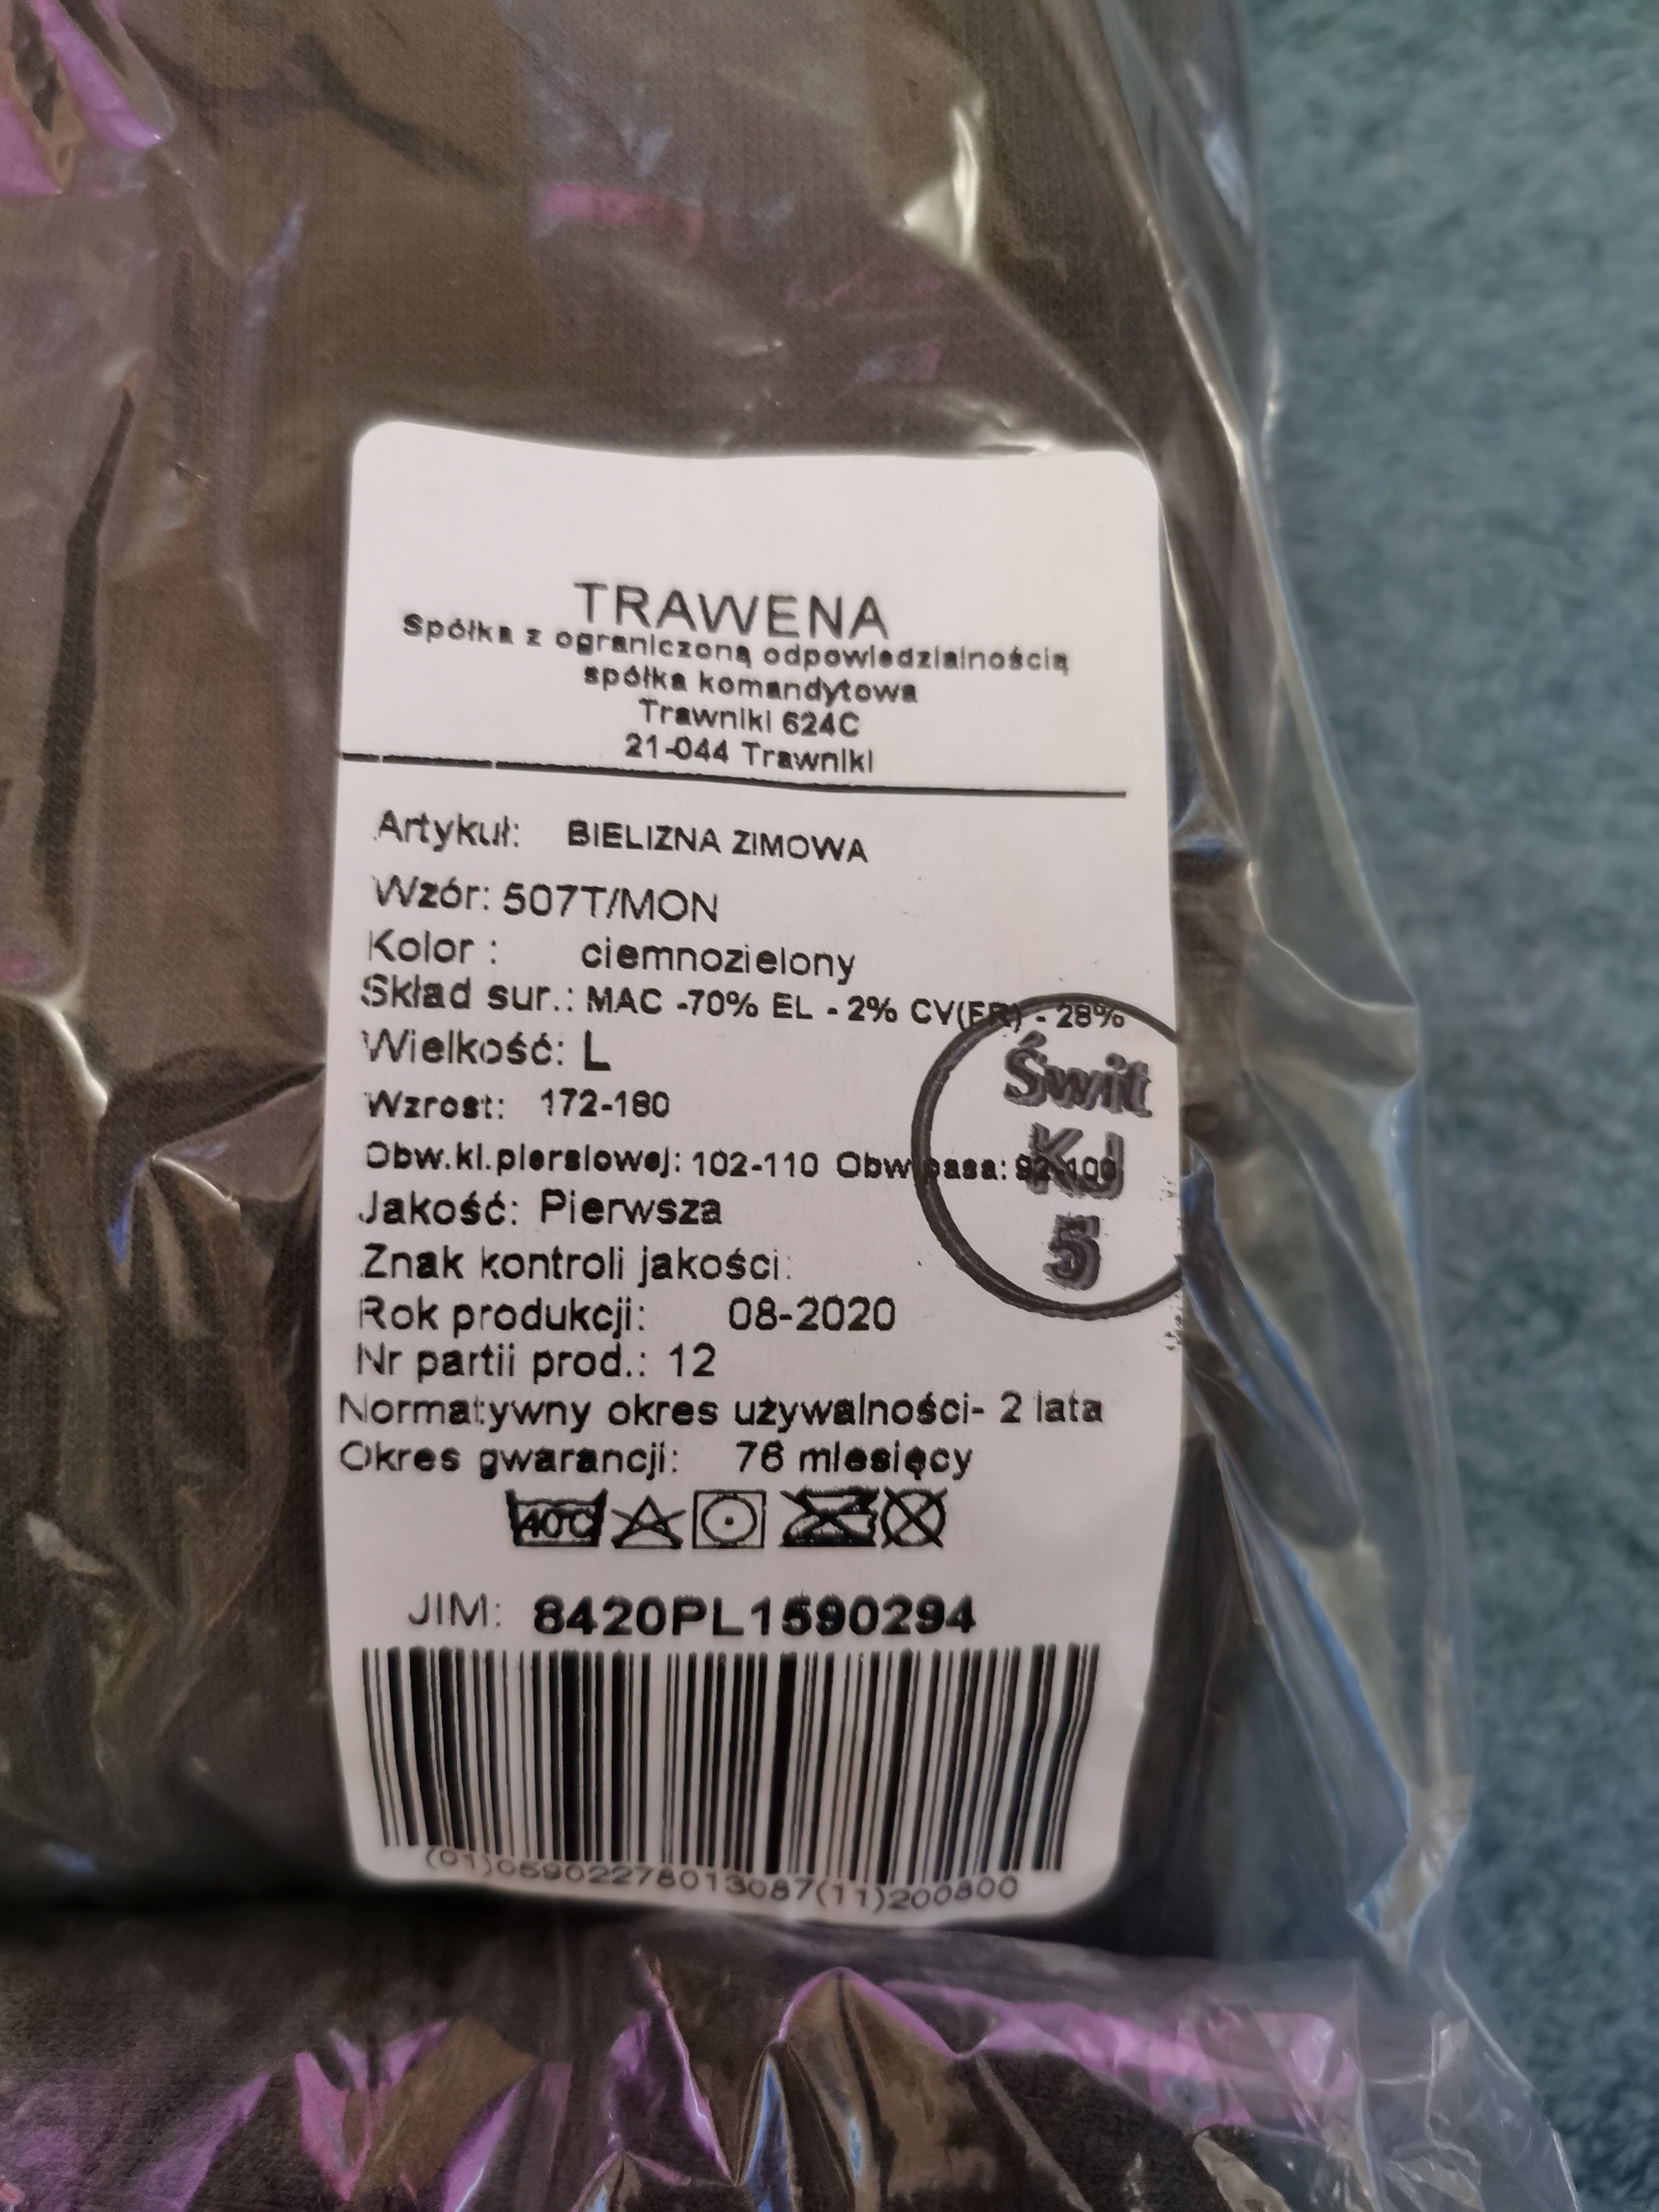 TRAWENA
Spółka z ograniczoną odpowiedzialnością
spółka komandytowa
Trawniki 624C
21-044 Trawniki
Artykuł: BIELIZNA ZIMOWA
Wzór: 507T/MON
Kolor : ciemnozielony
Skład sur.: MAC -70% EL - 2% CV(FR) - 28%
Wielkość: L
Wzrost: 172-180
Obw.kl.piersiowej: 102-110 Obw.pasa: 92-100
Świt
KJ
5
Jakość: Pierwsza
Znak kontroli jakości:
Rok produkcji: 08-2020
Nr partii prod.: 12
Normatywny okres używalności- 2 lata
Okres gwarancji: 76 miesięcy
40C
JIM: 8420PL1590294
(01)05902278013087(11)200800